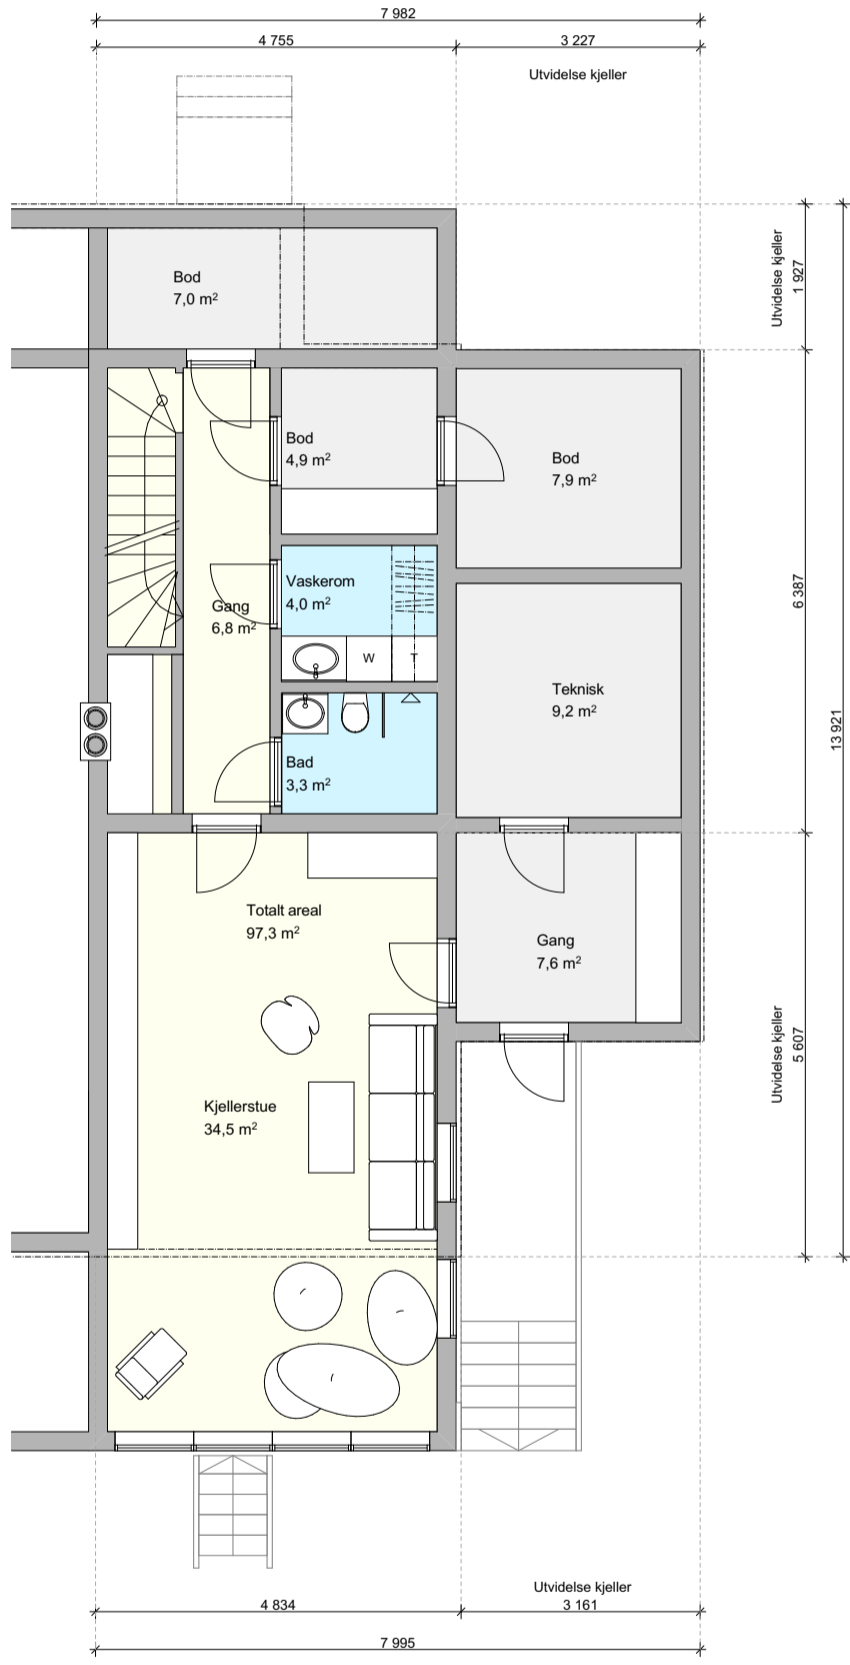 7 982
4 755
3 227
Utvidelse kjeller
Utvidelse kjeller
1 927
Bod
7,0 m²
Bod
4,9 m²
Bod
7,9 m²
Vaskerom
4,0 m²
Gang
6,8 m²
6 387
W
T
Teknisk
9,2 m²
13 921
Bad
3,3 m²
Totalt areal
97,3 m²
Gang
7,6 m²
Utvidelse kjeller
5 607
Kjellerstue
34,5 m²
Utvidelse kjeller
4 834
3 161
7 995